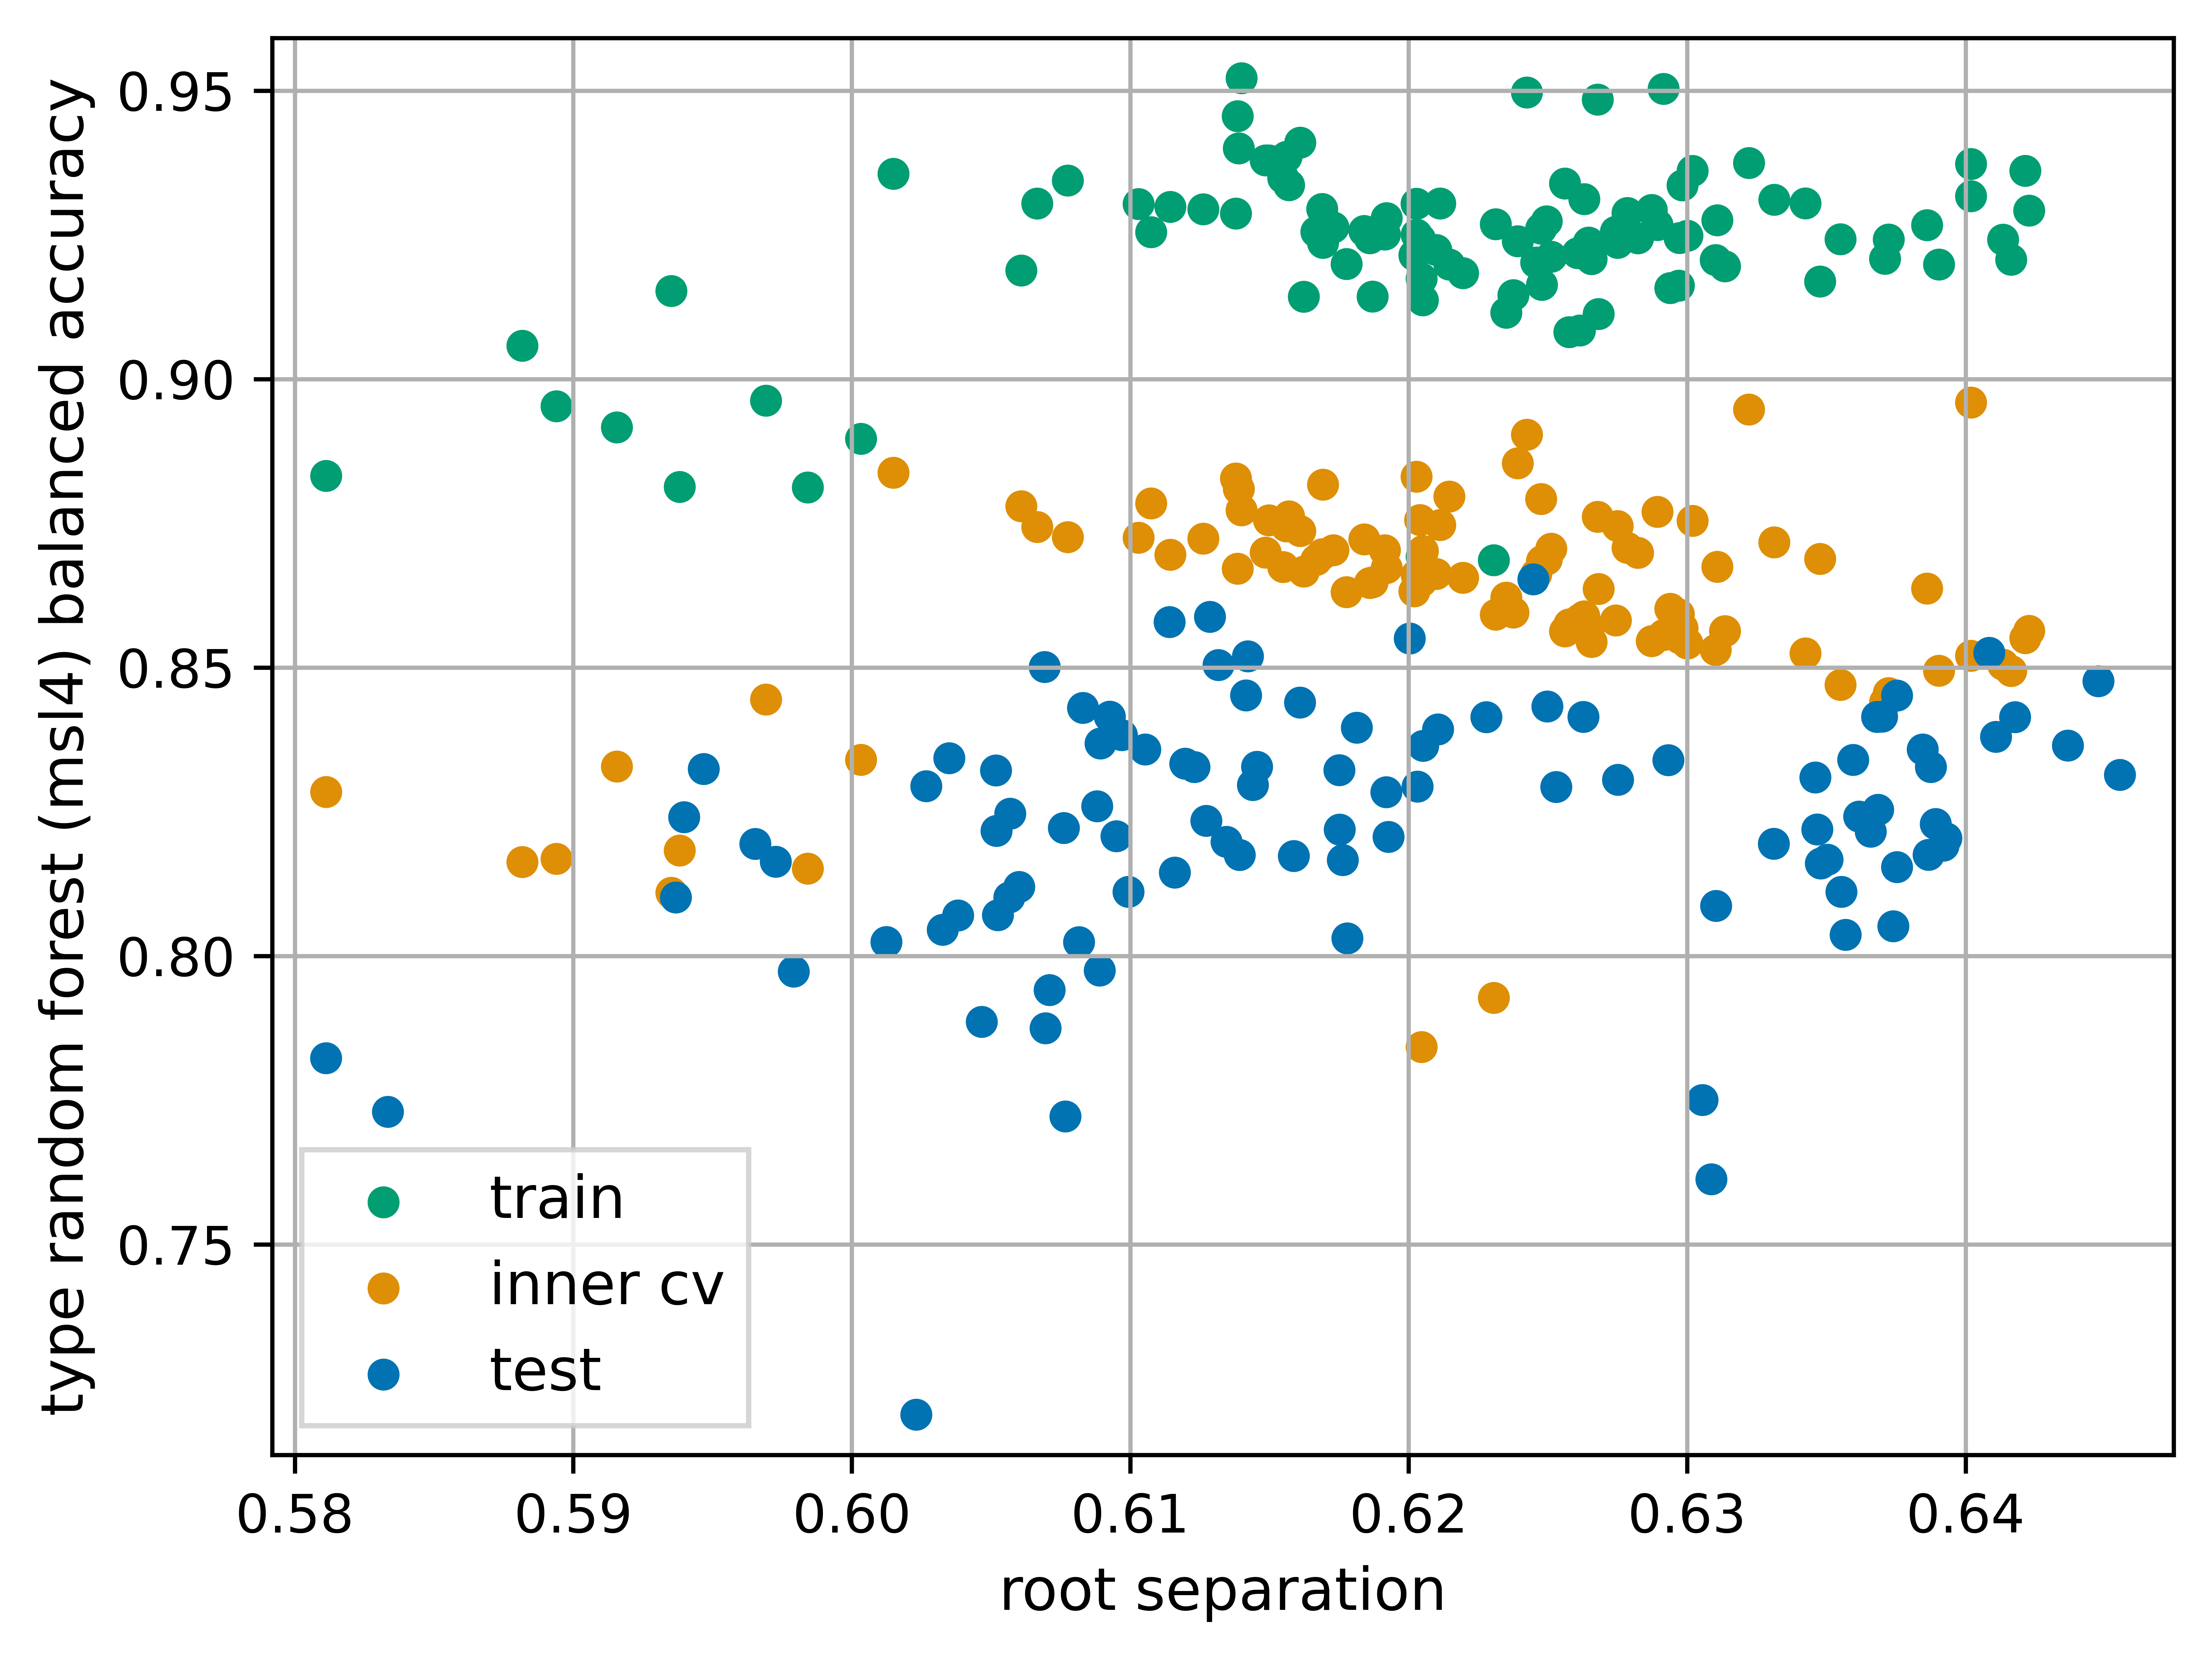 type random forest (msl4) balanced accuracy
0.95
0.90
0.85
0.80
0.75
train
inner cv
test
0.58 0.59 0.60 0.61 0.62 0.63 0.64
root separation